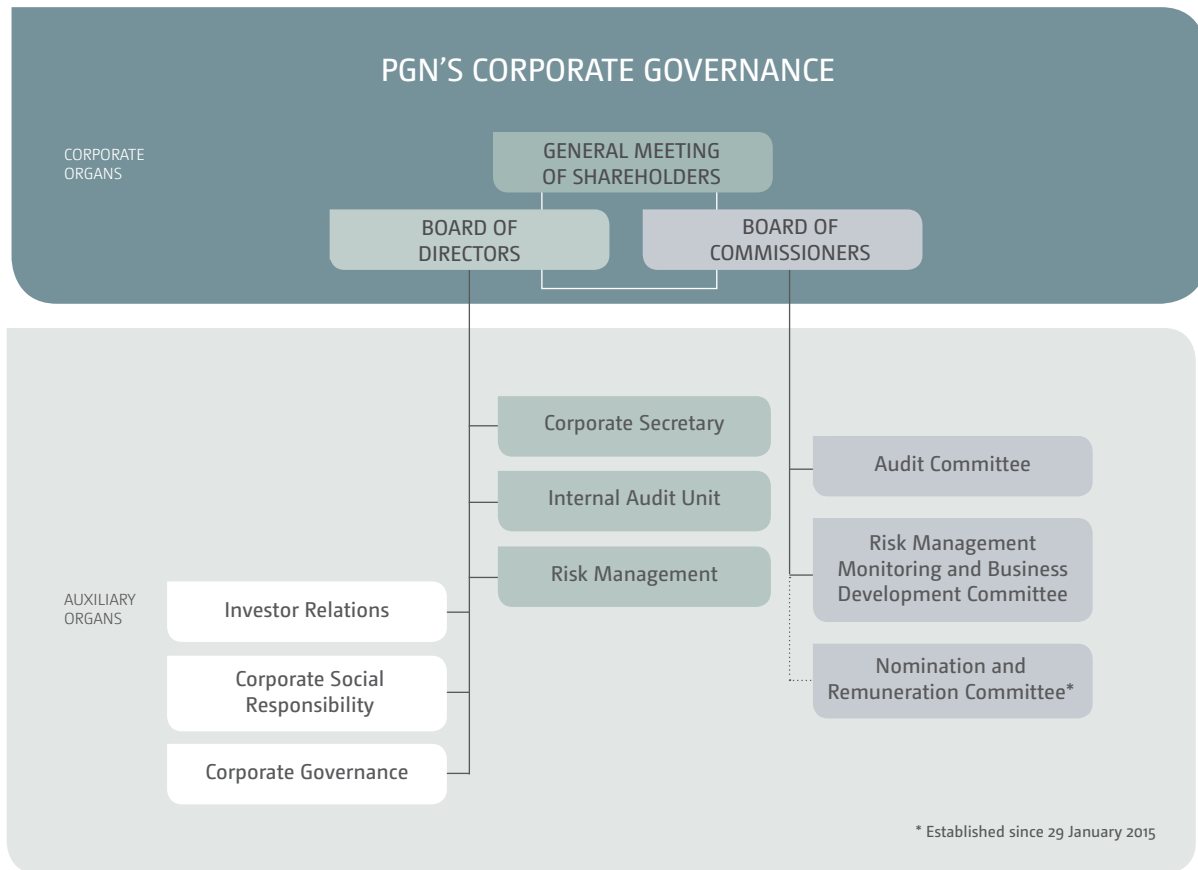 PGN'S CORPORATE GOVERNANCE
CORPORATE
ORGANS
GENERAL MEETING
OF SHAREHOLDERS
BOARD OF
DIRECTORS
BOARD OF
COMMISSIONERS
AUXILIARY
ORGANS
Corporate Secretary
Internal Audit Unit
Risk Management
Investor Relations
Corporate Social
Responsibility
Corporate Governance
Audit Committee
Risk Management
Monitoring and Business
Development Committee
Nomination and
Remuneration Committee*
* Established since 29 January 2015